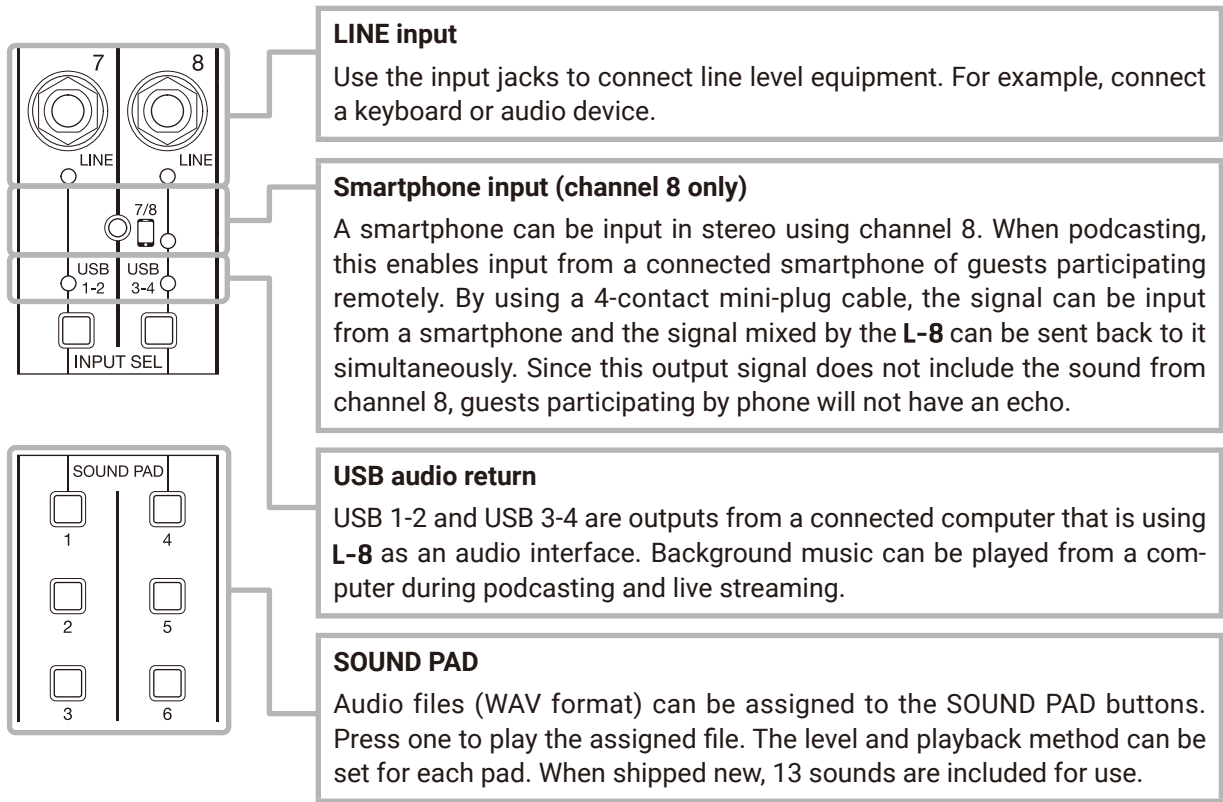 7 8
LINE LINE
7/8
USB USB
1-2 3-4
INPUT SEL
SOUND PAD
1 4
2 5
3 6
LINE input
Use the input jacks to connect line level equipment. For example, connect
a keyboard or audio device.
Smartphone input (channel 8 only)
A smartphone can be input in stereo using channel 8. When podcasting,
this enables input from a connected smartphone of guests participating
remotely. By using a 4-contact mini-plug cable, the signal can be input
from a smartphone and the signal mixed by the L-8 can be sent back to it
simultaneously. Since this output signal does not include the sound from
channel 8, guests participating by phone will not have an echo.
USB audio return
USB 1-2 and USB 3-4 are outputs from a connected computer that is using
L-8 as an audio interface. Background music can be played from a com-
puter during podcasting and live streaming.
SOUND PAD
Audio files (WAV format) can be assigned to the SOUND PAD buttons.
Press one to play the assigned file. The level and playback method can be
set for each pad. When shipped new, 13 sounds are included for use.